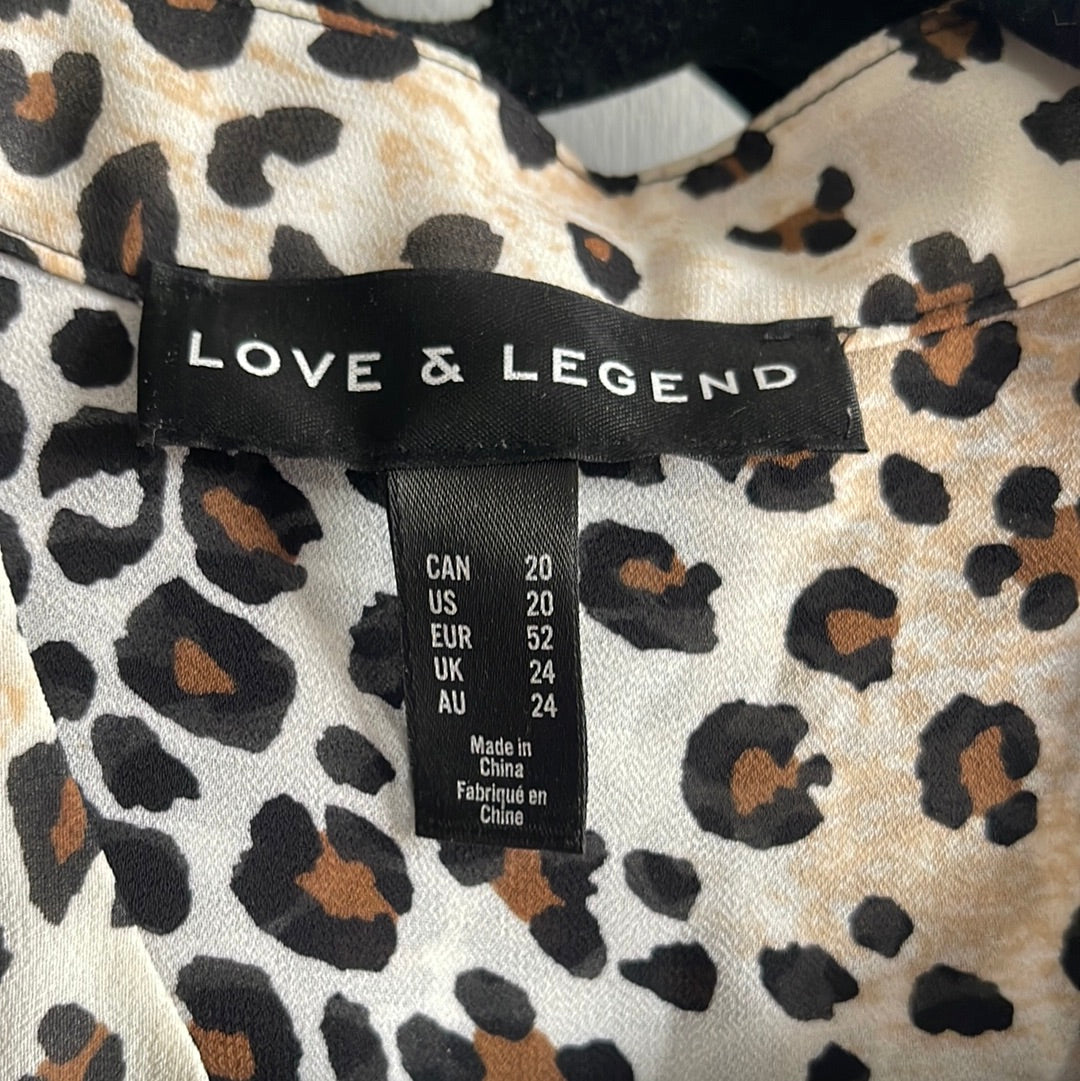 LOVE & LEGEND
CAN 20
US 20
EUR 52
UK 24
AU 24
Made in
China
Fabriqué en
Chine